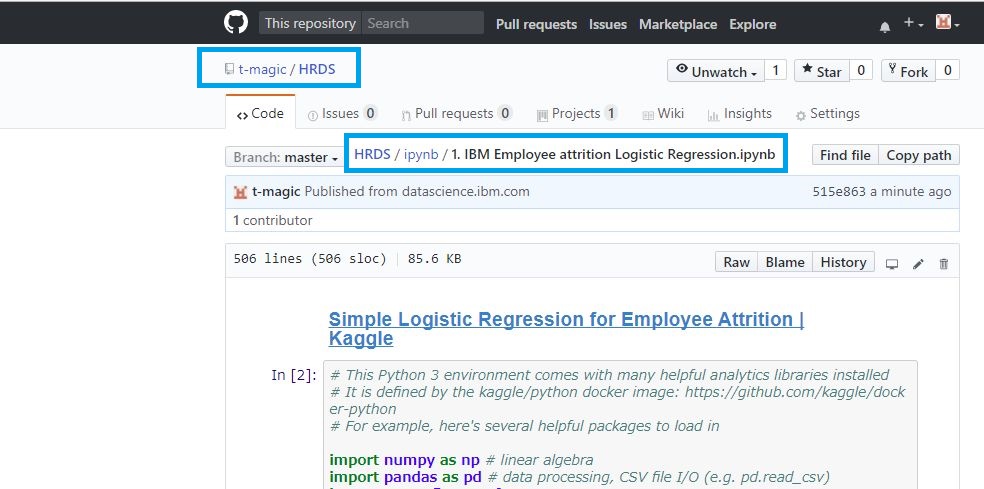 This repository Search Pull requests Issues Marketplace Explore
t-magic / HRDS Unwatch 1 Star 0 Fork 0
Code Issues 0 Pull requests 0 Projects 1 Wiki Insights Settings
Branch: master HRDS / ipynb / 1. IBM Employee attrition Logistic Regression.ipynb Find file Copy path
t-magic Published from datascience.ibm.com 515e863 a minute ago
1 contributor
506 lines (506 sloc) 85.6 KB Raw Blame History
Simple Logistic Regression for Employee Attrition |
Kaggle
In [2]: # This Python 3 environment comes with many helpful analytics libraries installed
# It is defined by the kaggle/python docker image: https://github.com/kaggle/dock
er-python
# For example, here's several helpful packages to load in
import numpy as np # linear algebra
import pandas as pd # data processing, CSV file I/O (e.g. pd.read_csv)